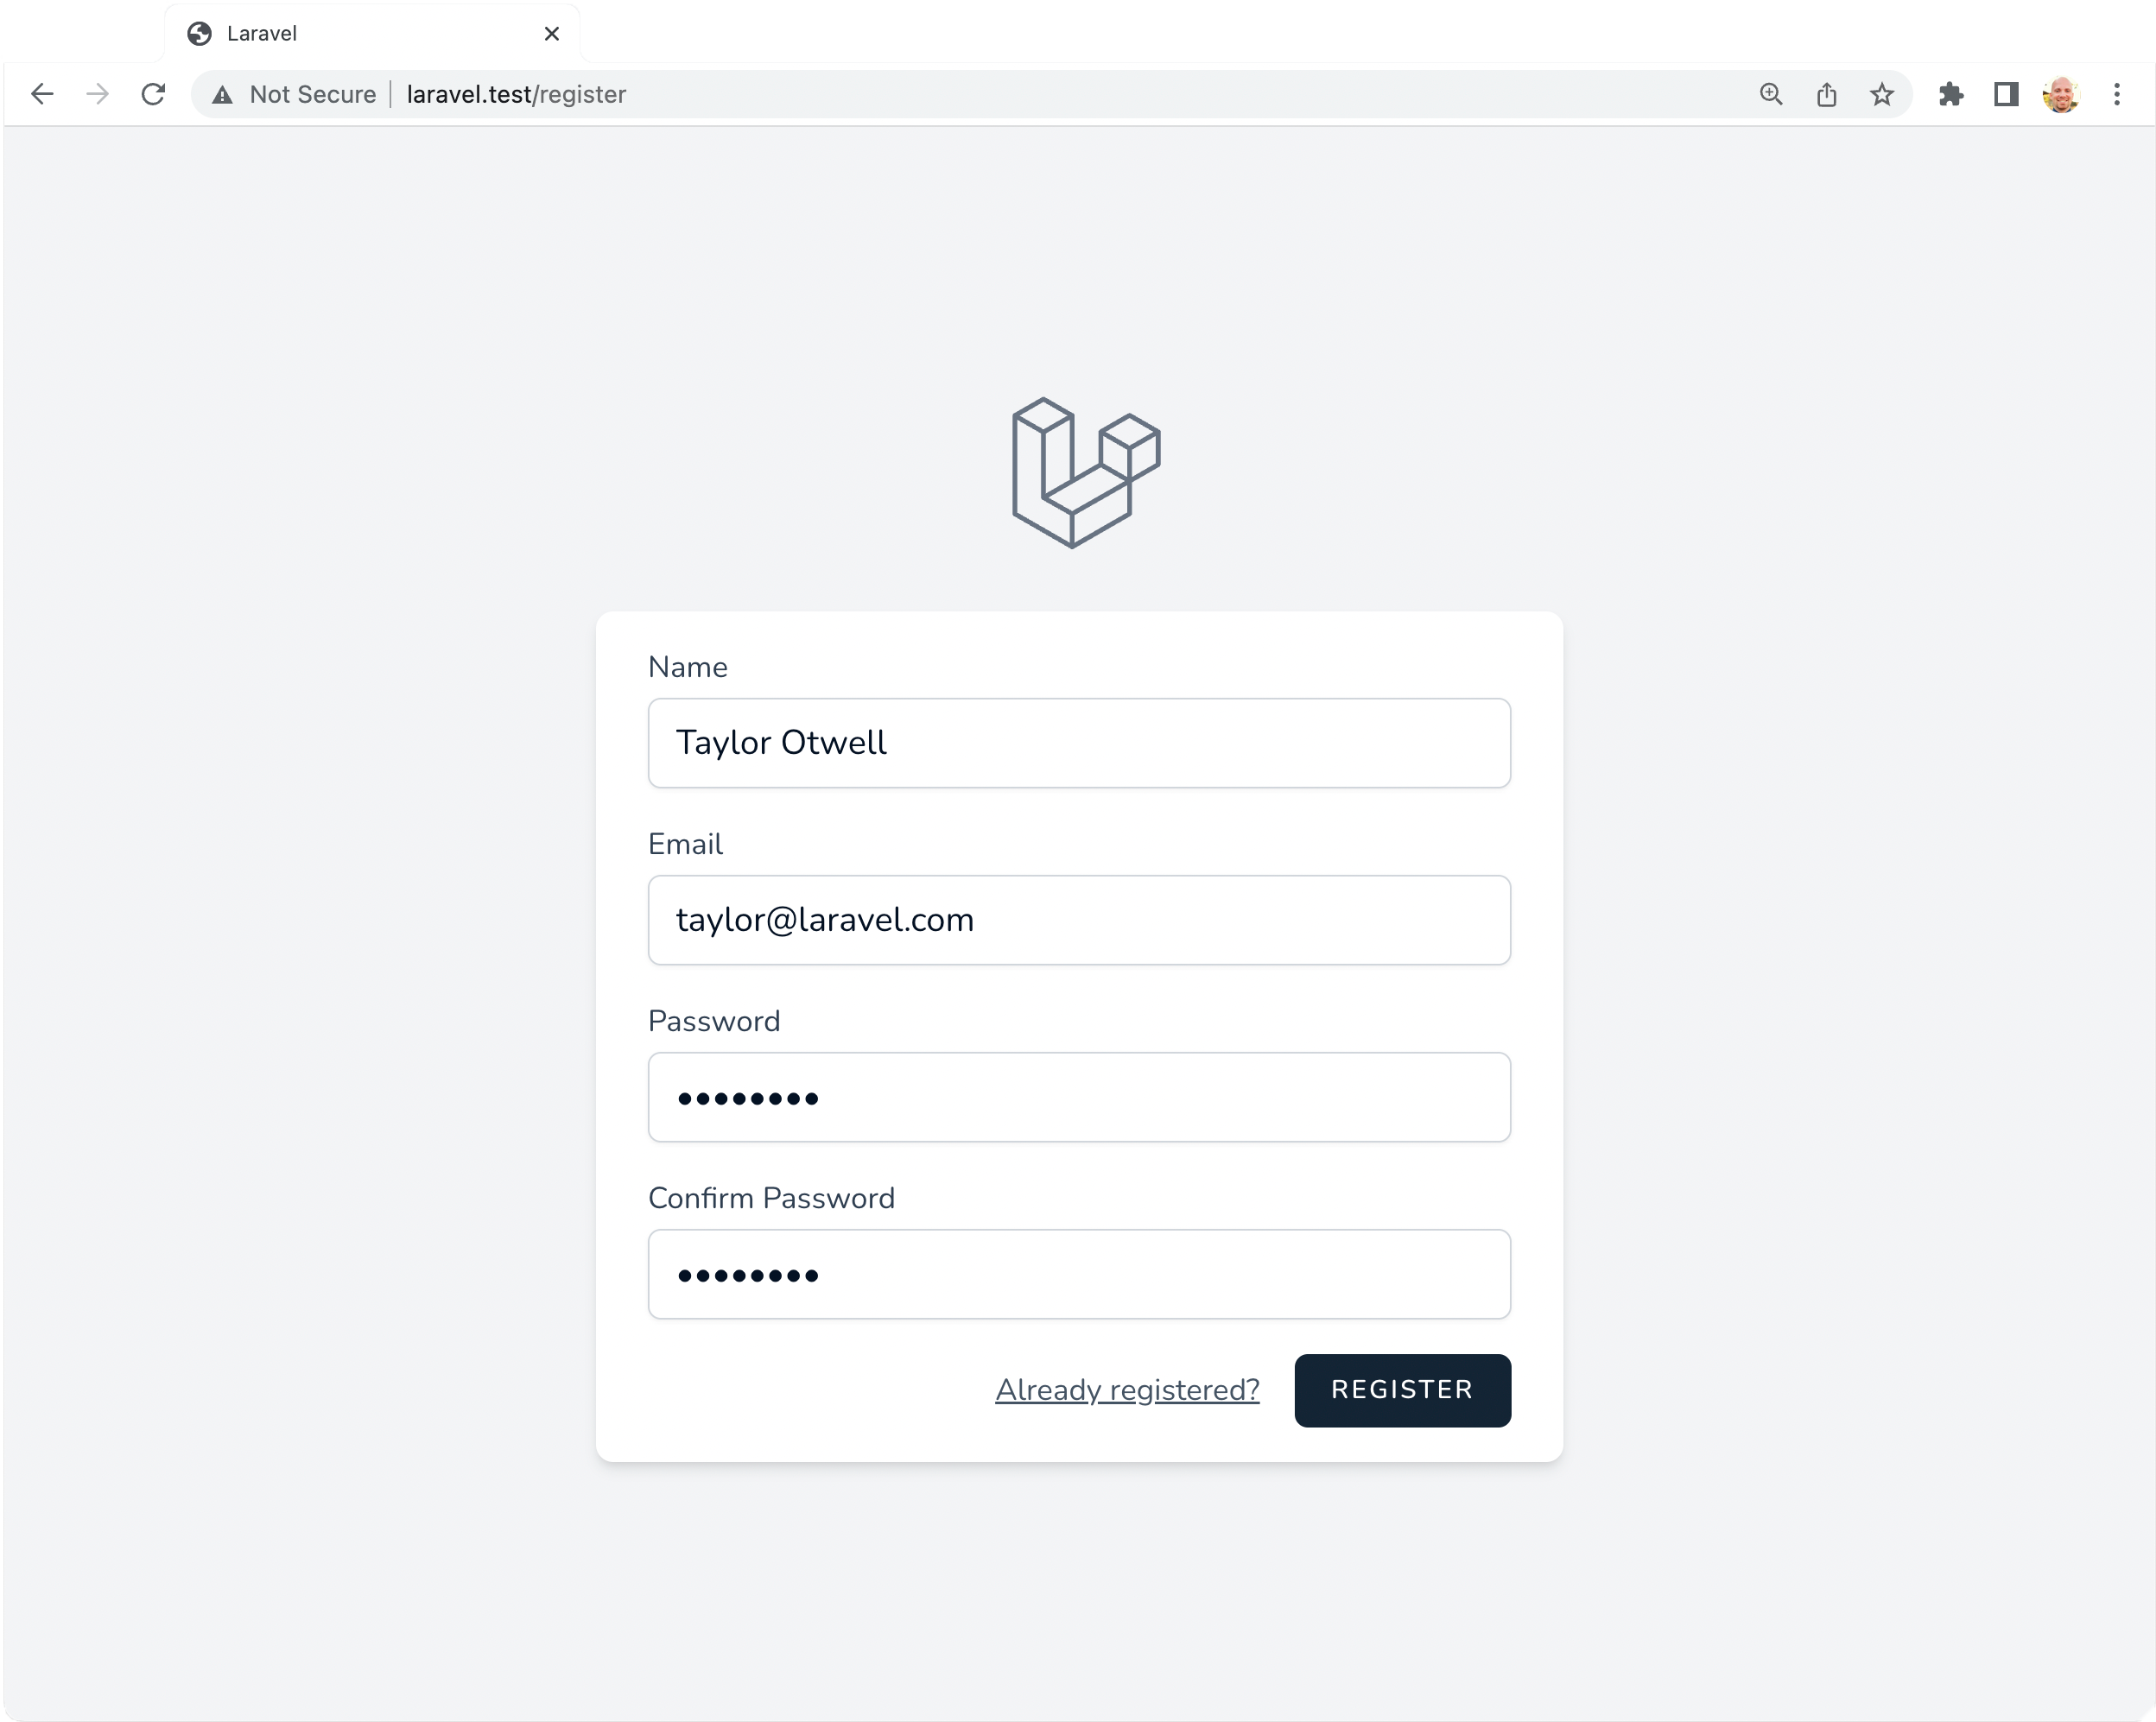 Laravel
Not Secure laravel.test/register
Name
Taylor Otwell
Email
taylor@laravel.com
Password
••••••••
Confirm Password
••••••••
Already registered? REGISTER